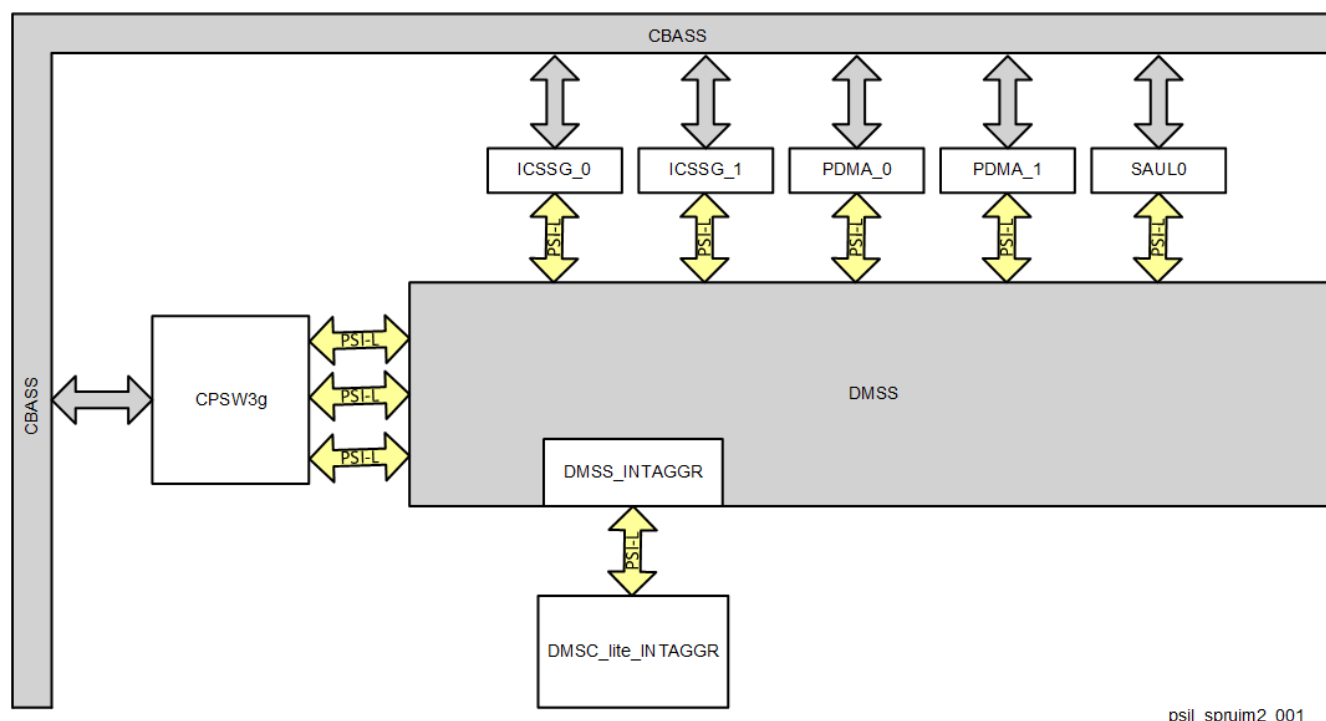 CBASS
ICSSG_0
ICSSG_1
PDMA_0
PDMA_1
SAUL0
PSI-L
PSI-L
PSI-L
PSI-L
PSI-L
CBASS
CPSW3g
PSI-L
PSI-L
PSI-L
DMSS
DMSS_INTAGGR
PSI-L
DMSC_lite_INTAGGR
psil_spruim2_001